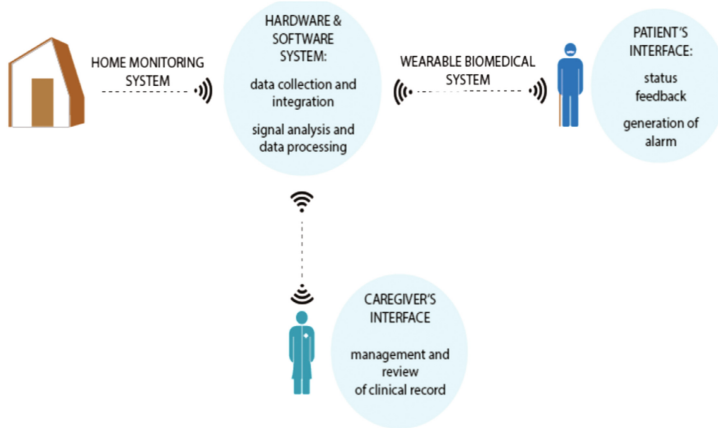 HOME MONITORING
SYSTEM
HARDWARE &
SOFTWARE
SYSTEM:
data collection and
integration
signal analysis and
data processing
WEARABLE BIOMEDICAL
SYSTEM
PATIENT'S
INTERFACE:
status
feedback
generation of
alarm
CAREGIVER'S
INTERFACE
management and
review
of clinical record